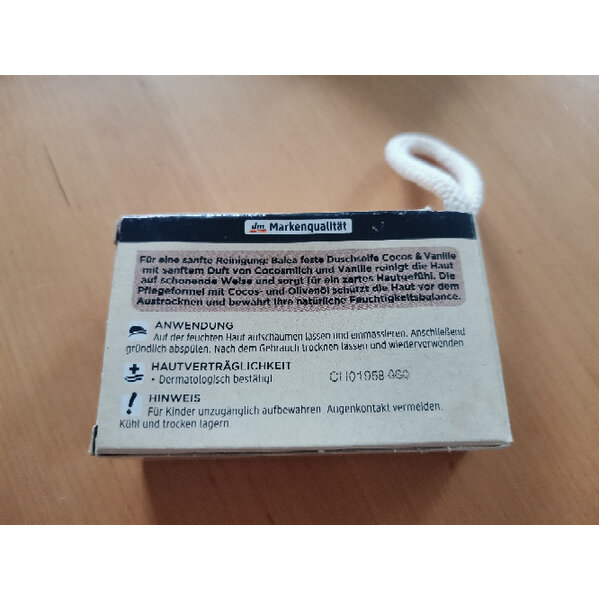 dm Markenqualität
Für eine sanfte Reinigung: Balea feste Duschseife Cocos & Vanille
mit sanftem Duft von Cocosmilch und Vanille reinigt die Haut
auf schonende Weise und sorgt für ein zartes Hautgefühl. Die
Pflegeformel mit Cocos- und Olivenöl schützt die Haut vor dem
Austrocknen und bewahrt ihre natürliche Feuchtigkeitsbalance.
ANWENDUNG
Auf der feuchten Haut aufschäumen lassen und einmassieren. Anschließend
gründlich abspülen. Nach dem Gebrauch trocknen lassen und wiederverwenden
HAUTVERTRÄGLICHKEIT
• Dermatologisch bestätigt
HINWEIS
Für Kinder unzugänglich aufbewahren. Augenkontakt vermeiden.
Kühl und trocken lagern.